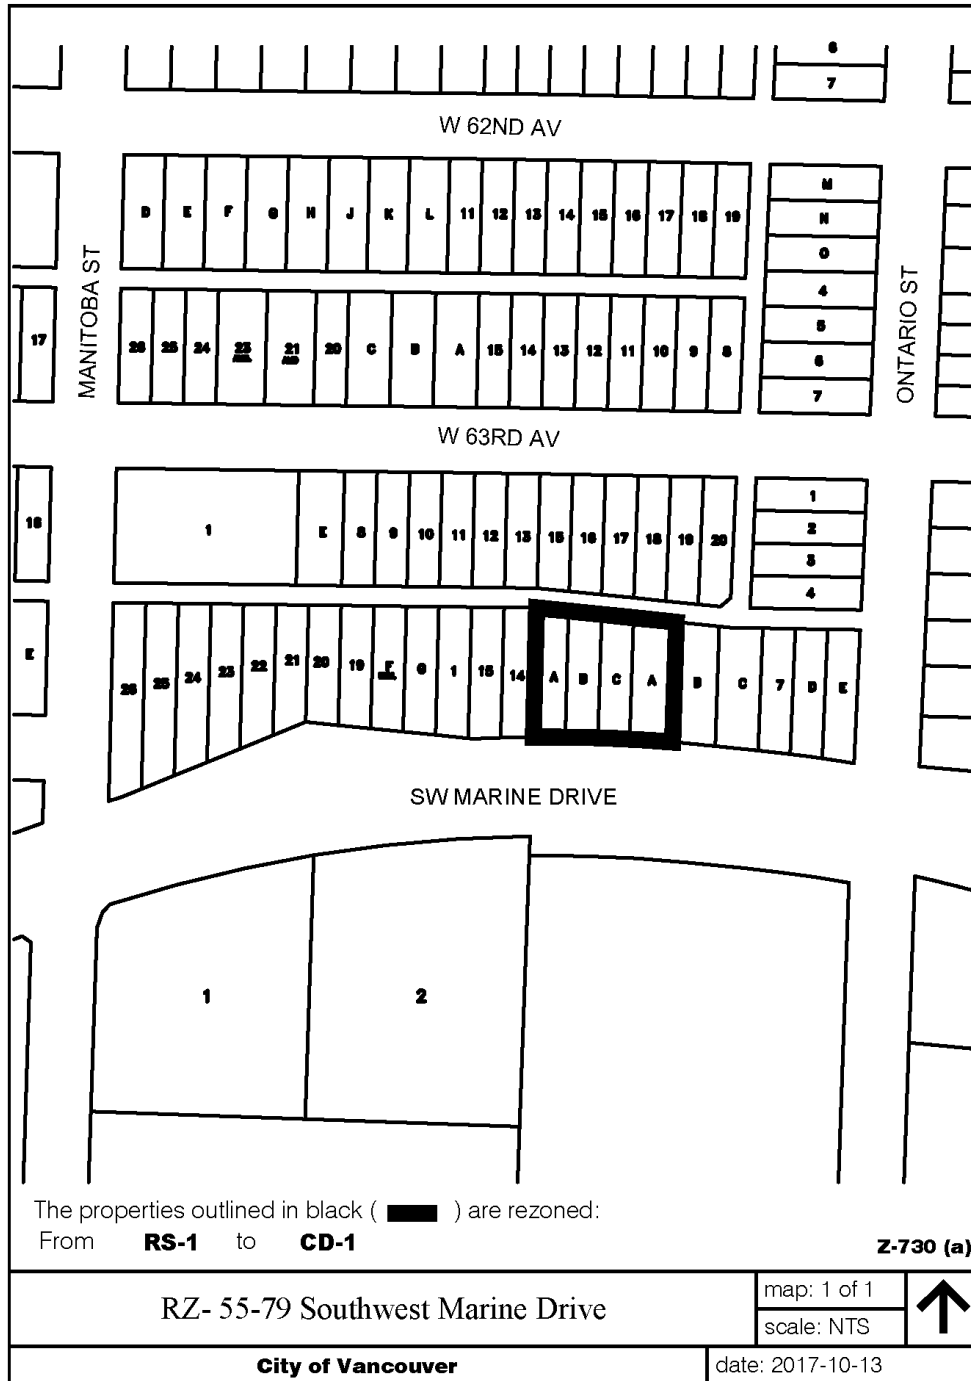 6
7
W 62ND AV
D E F G H J K L 11 12 13 14 15 16 17 18 19
M
N
O
4
5
6
7
MANITOBA ST
ONTARIO ST
17
26 25 24 23 21 20 C B A 15 14 13 12 11 10 9 8
W 63RD AV
18
1 E 8 9 10 11 12 13 15 16 17 18 19 20
1
2
3
4
E
26 25 24 23 22 21 20 19 F G 1 15 14 A B C A B C 7 D E
SW MARINE DRIVE
1 2
The properties outlined in black ( ) are rezoned:
From RS-1 to CD-1
Z-730 (a)
RZ- 55-79 Southwest Marine Drive
map: 1 of 1
scale: NTS
City of Vancouver
date: 2017-10-13